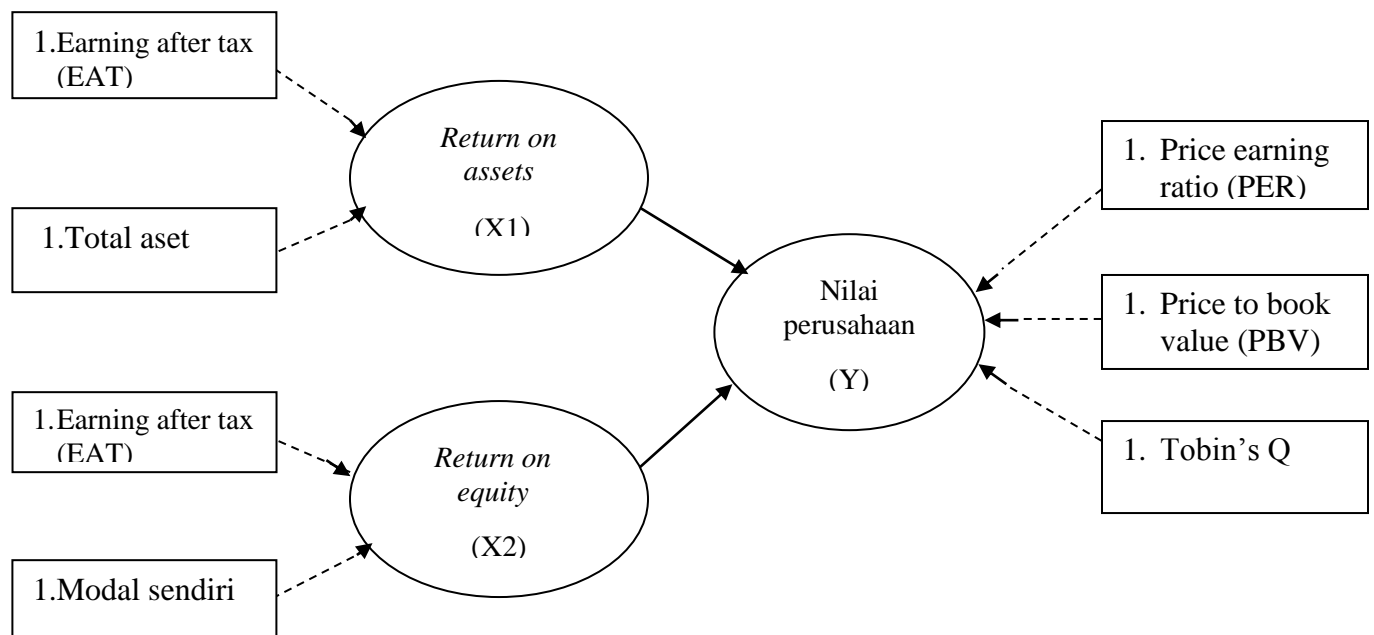 1.Earning after tax
(EAT)
1.Total aset
Return on
assets
(X1)
1.Earning after tax
(EAT)
1.Modal sendiri
Return on
equity
(X2)
Nilai
perusahaan
(Y)
1. Price earning
ratio (PER)
1. Price to book
value (PBV)
1. Tobin’s Q